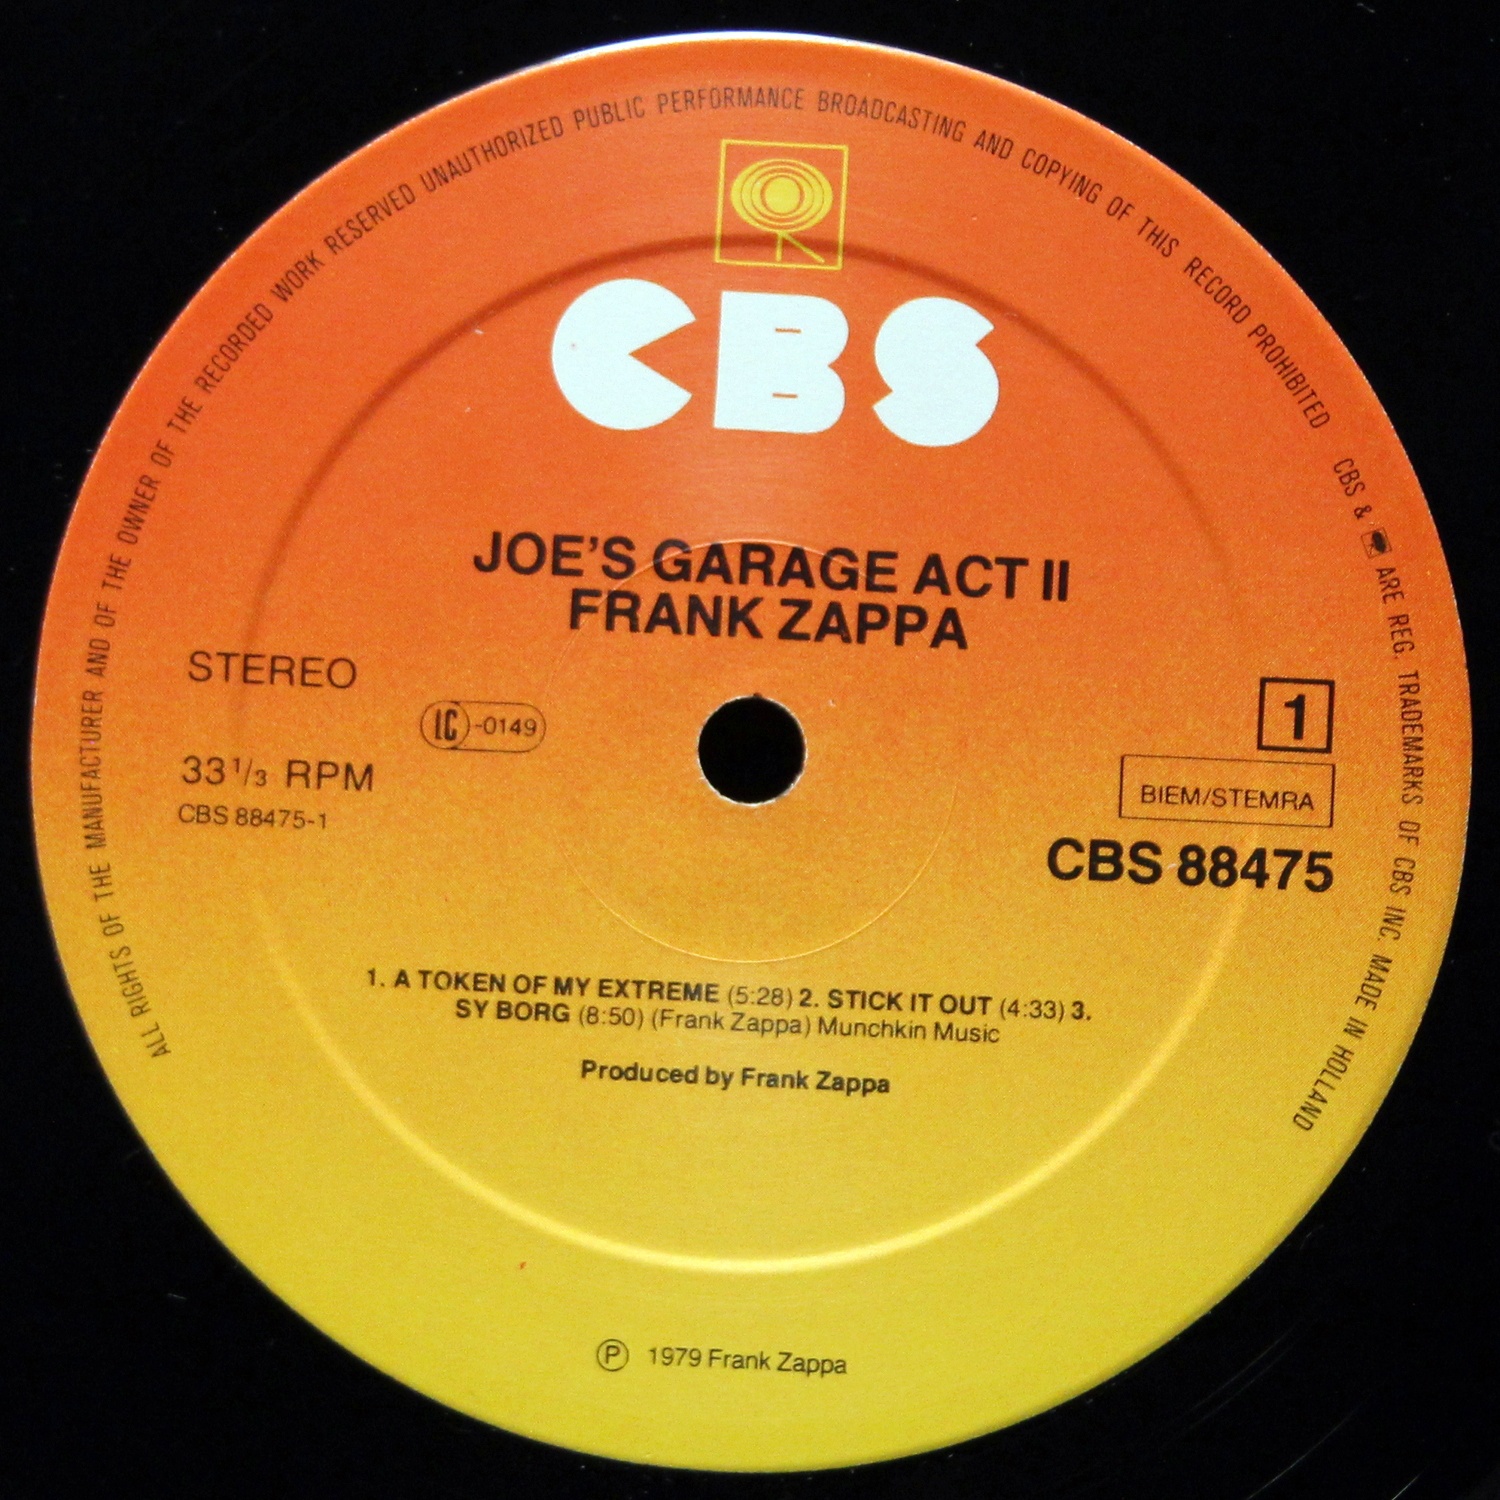 ALL RIGHTS OF THE MANUFACTURER AND OF THE OWNER OF THE RECORDED WORK RESERVED UNAUTHORIZED PUBLIC PERFORMANCE BROADCASTING AND COPYING OF THIS RECORD PROHIBITED CBS & ARE REG. TRADEMARKS OF CBS INC. MADE IN HOLLAND
CBS
JOE'S GARAGE ACT II
FRANK ZAPPA
STEREO
LC-0149
33 1/3 RPM
CBS 88475-1
1
BIEM/STEMRA
CBS 88475
1. A TOKEN OF MY EXTREME (5:28) 2. STICK IT OUT (4:33) 3.
SY BORG (8:50) (Frank Zappa) Munchkin Music
Produced by Frank Zappa
Ⓟ 1979 Frank Zappa